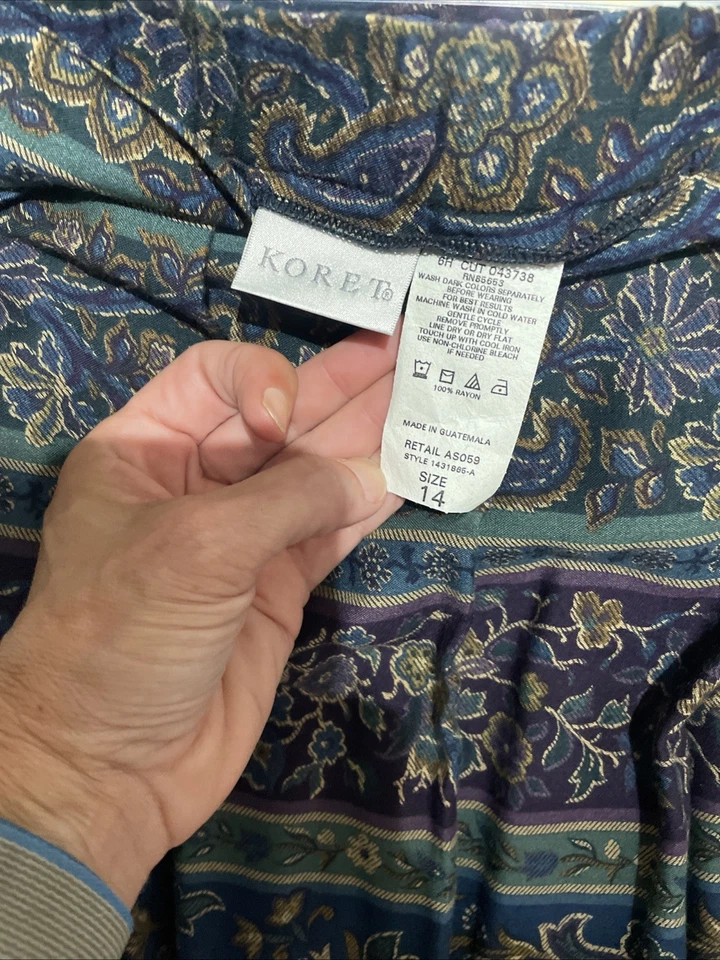 KORET®
6H CUT 043738
RN85663
WASH DARK COLORS SEPARATELY
BEFORE WEARING
FOR BEST RESULTS
MACHINE WASH IN COLD WATER
GENTLE CYCLE
REMOVE PROMPTLY
LINE DRY OR DRY FLAT
TOUCH UP WITH COOL IRON
USE NON-CHLORINE BLEACH
IF NEEDED
100% RAYON
MADE IN GUATEMALA
RETAIL AS059
STYLE 1431865-A
SIZE
14